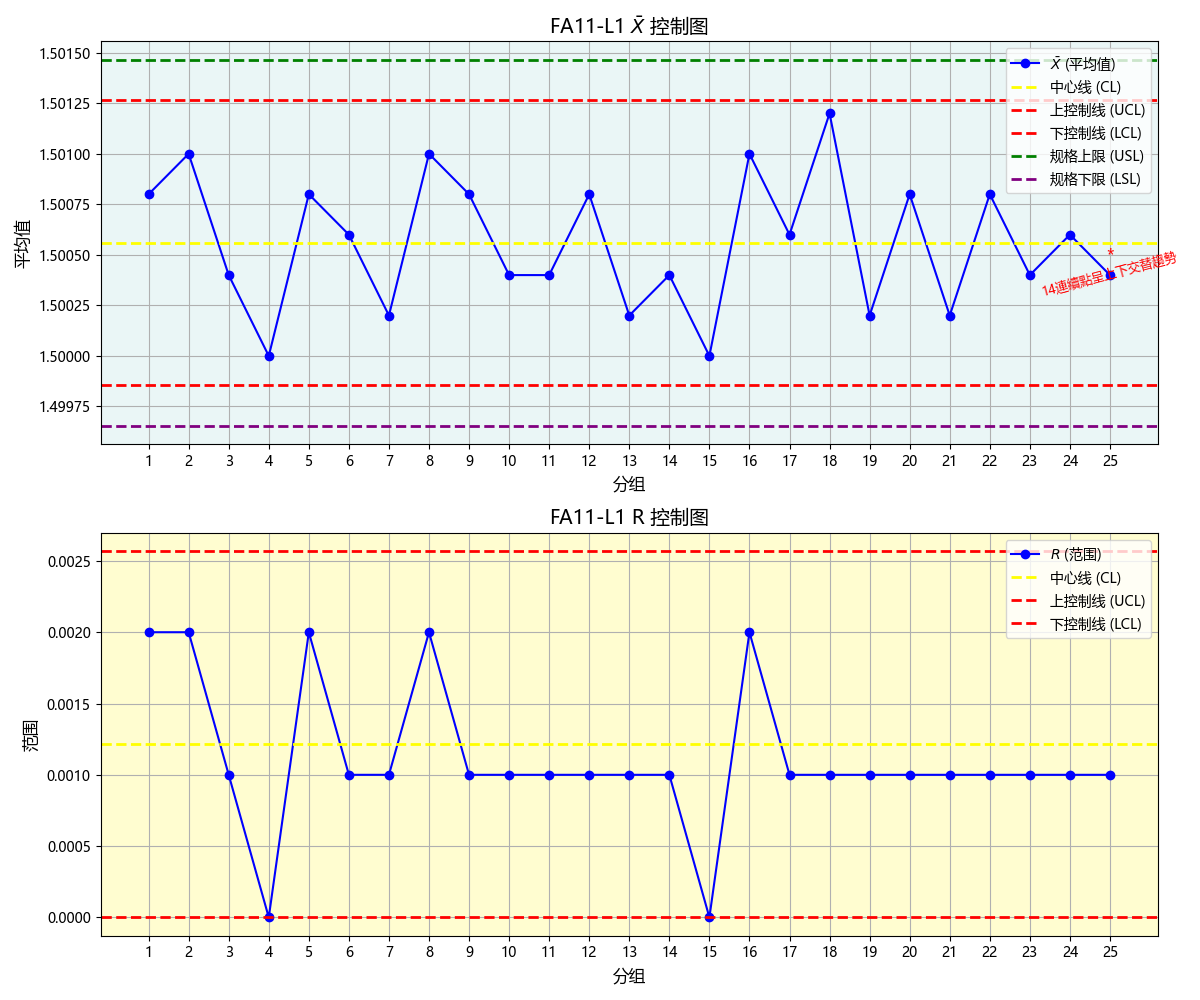 FA11-L1 X̄ 控制图
平均值
1.50150
1.50125
1.50100
1.50075
1.50050
1.50025
1.50000
1.49975
X̄ (平均值)
中心线 (CL)
上控制线 (UCL)
下控制线 (LCL)
规格上限 (USL)
规格下限 (LSL)
*
14連續點呈上下交替趨勢
1 2 3 4 5 6 7 8 9 10 11 12 13 14 15 16 17 18 19 20 21 22 23 24 25
分组
FA11-L1 R 控制图
范围
0.0025
0.0020
0.0015
0.0010
0.0005
0.0000
R (范围)
中心线 (CL)
上控制线 (UCL)
下控制线 (LCL)
1 2 3 4 5 6 7 8 9 10 11 12 13 14 15 16 17 18 19 20 21 22 23 24 25
分组